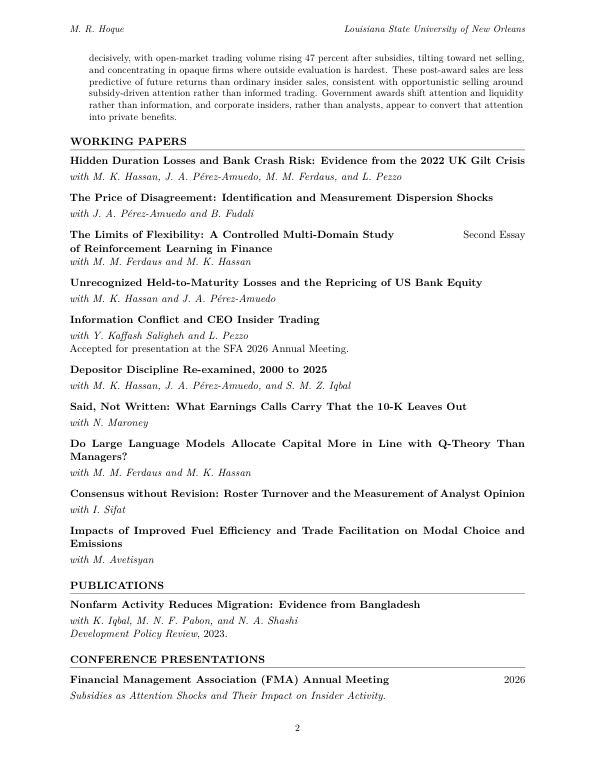 M. R. Hoque
Louisiana State University of New Orleans
decisively, with open-market trading volume rising 47 percent after subsidies, tilting toward net selling,
and concentrating in opaque firms where outside evaluation is hardest. These post-award sales are less
predictive of future returns than ordinary insider sales, consistent with opportunistic selling around
subsidy-driven attention rather than informed trading. Government awards shift attention and liquidity
rather than information, and corporate insiders, rather than analysts, appear to convert that attention
into private benefits.
WORKING PAPERS
Hidden Duration Losses and Bank Crash Risk: Evidence from the 2022 UK Gilt Crisis
with M. K. Hassan, J. A. Pérez-Amuedo, M. M. Ferdaus, and L. Pezzo
The Price of Disagreement: Identification and Measurement Dispersion Shocks
with J. A. Pérez-Amuedo and B. Fudali
The Limits of Flexibility: A Controlled Multi-Domain Study Second Essay
of Reinforcement Learning in Finance
with M. M. Ferdaus and M. K. Hassan
Unrecognized Held-to-Maturity Losses and the Repricing of US Bank Equity
with M. K. Hassan and J. A. Pérez-Amuedo
Information Conflict and CEO Insider Trading
with Y. Kaffash Saligheh and L. Pezzo
Accepted for presentation at the SFA 2026 Annual Meeting.
Depositor Discipline Re-examined, 2000 to 2025
with M. K. Hassan, J. A. Pérez-Amuedo, and S. M. Z. Iqbal
Said, Not Written: What Earnings Calls Carry That the 10-K Leaves Out
with N. Maroney
Do Large Language Models Allocate Capital More in Line with Q-Theory Than
Managers?
with M. M. Ferdaus and M. K. Hassan
Consensus without Revision: Roster Turnover and the Measurement of Analyst Opinion
with I. Sifat
Impacts of Improved Fuel Efficiency and Trade Facilitation on Modal Choice and
Emissions
with M. Avetisyan
PUBLICATIONS
Nonfarm Activity Reduces Migration: Evidence from Bangladesh
with K. Iqbal, M. N. F. Pabon, and N. A. Shashi
Development Policy Review, 2023.
CONFERENCE PRESENTATIONS
Financial Management Association (FMA) Annual Meeting 2026
Subsidies as Attention Shocks and Their Impact on Insider Activity.
2